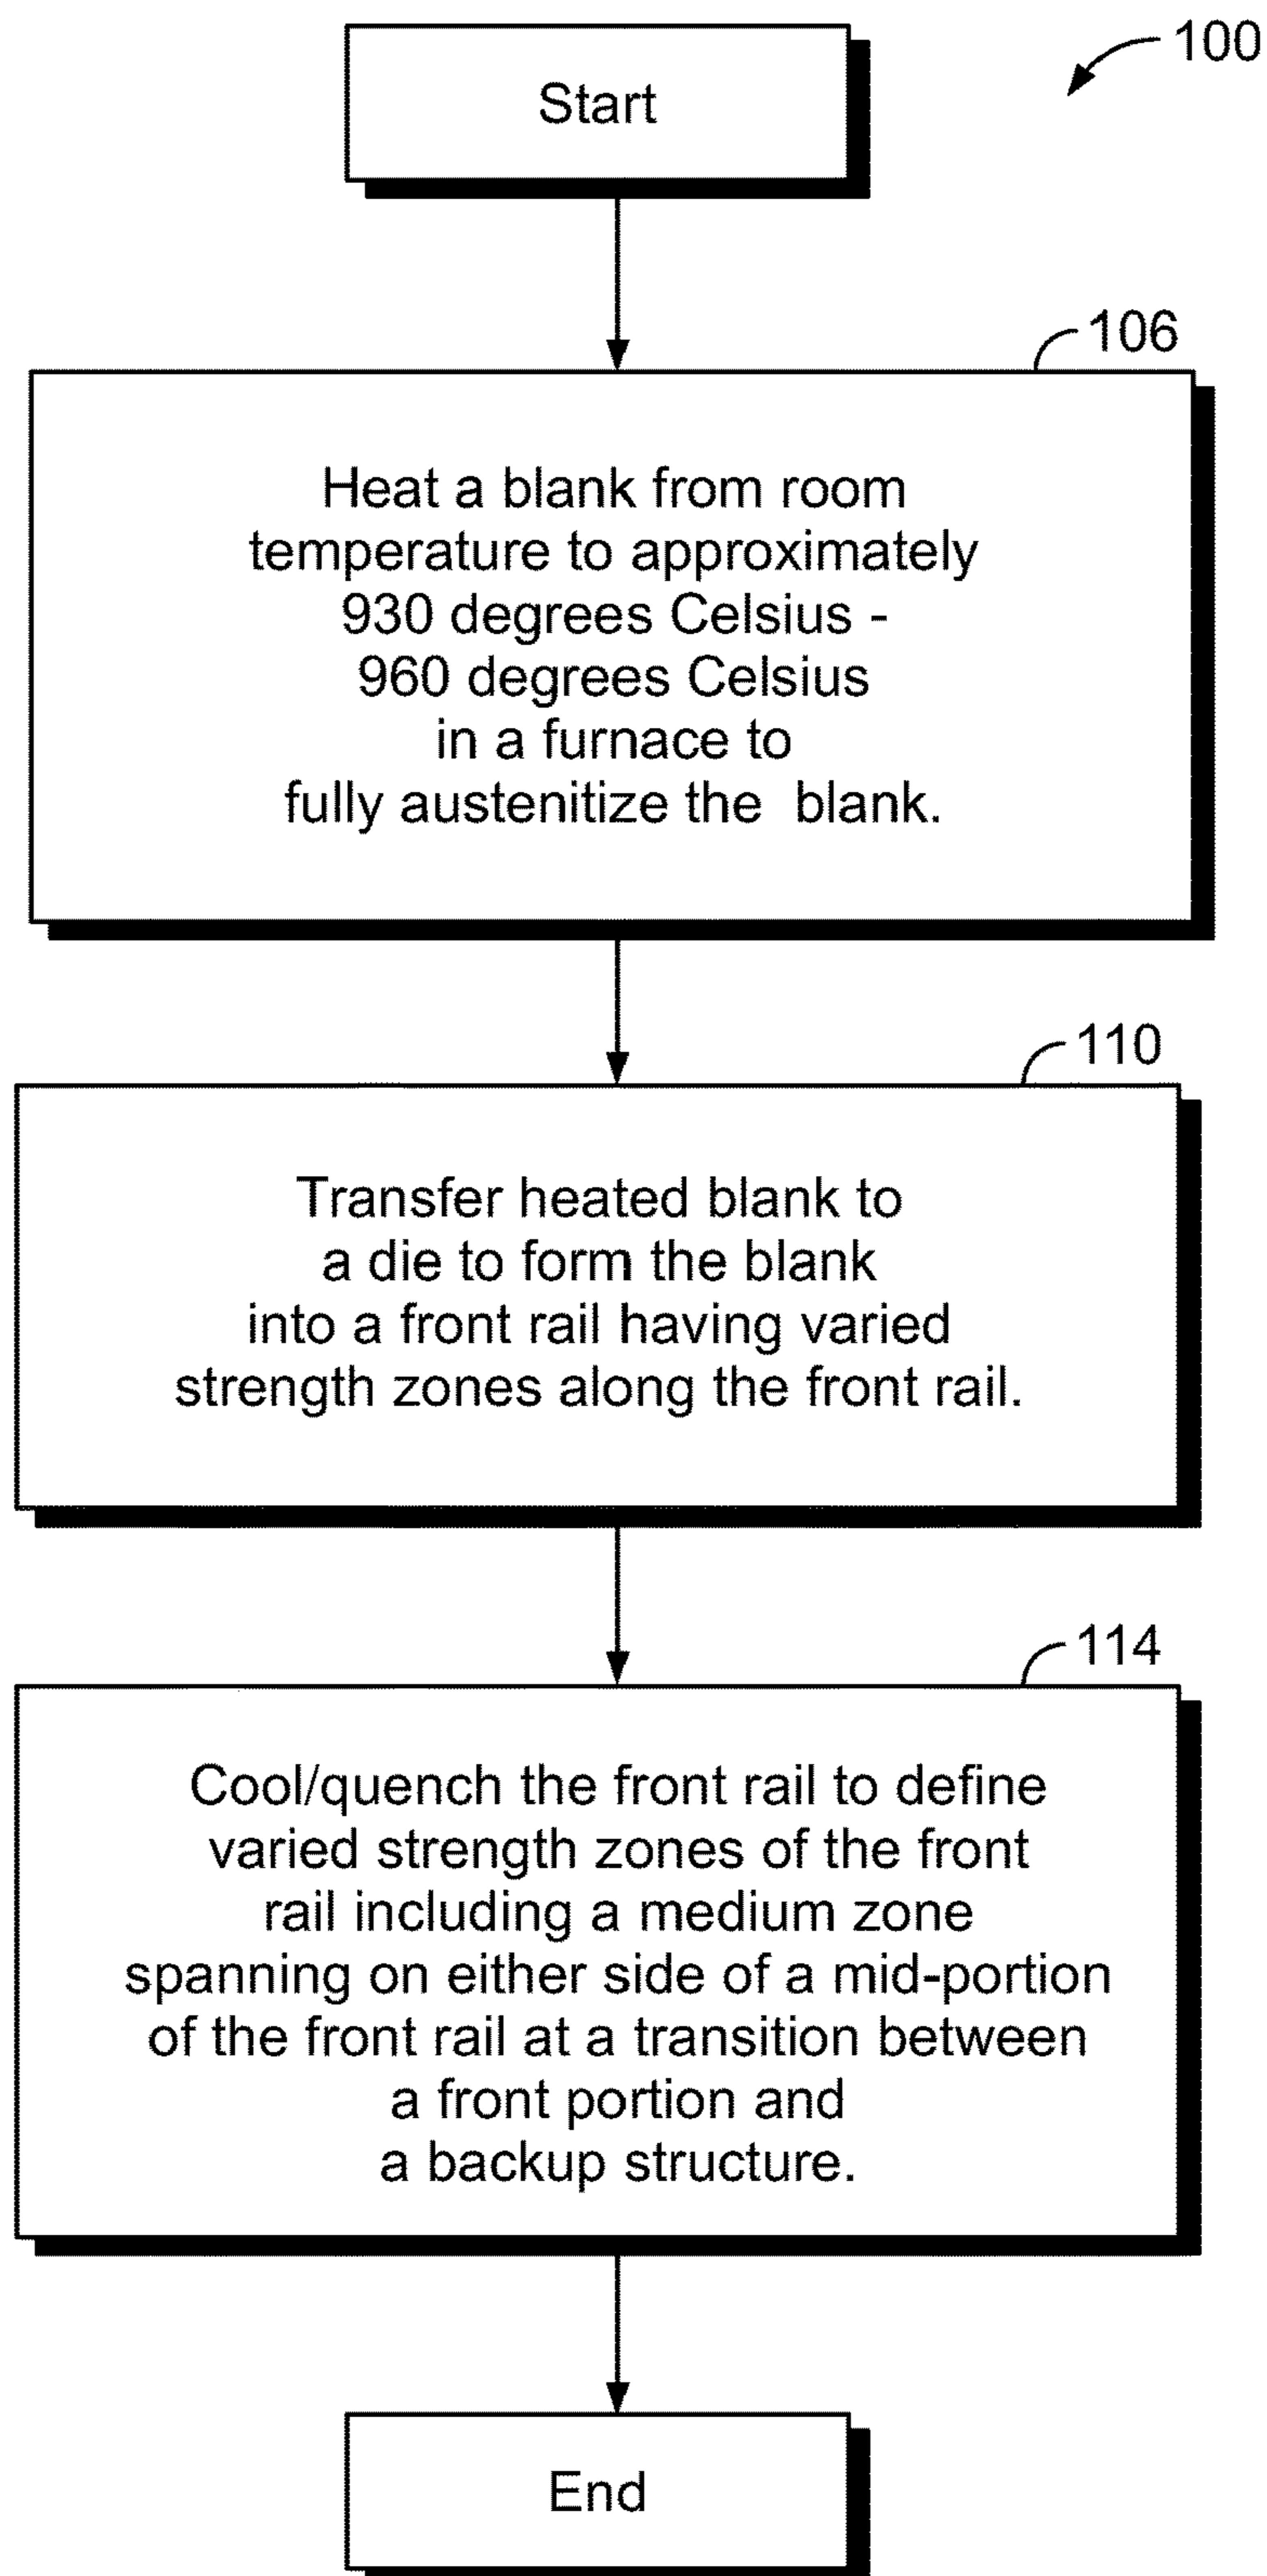 100
Start
106
Heat a blank from room
temperature to approximately
930 degrees Celsius -
960 degrees Celsius
in a furnace to
fully austenitize the blank.
110
Transfer heated blank to
a die to form the blank
into a front rail having varied
strength zones along the front rail.
114
Cool/quench the front rail to define
varied strength zones of the front
rail including a medium zone
spanning on either side of a mid-portion
of the front rail at a transition between
a front portion and
a backup structure.
End